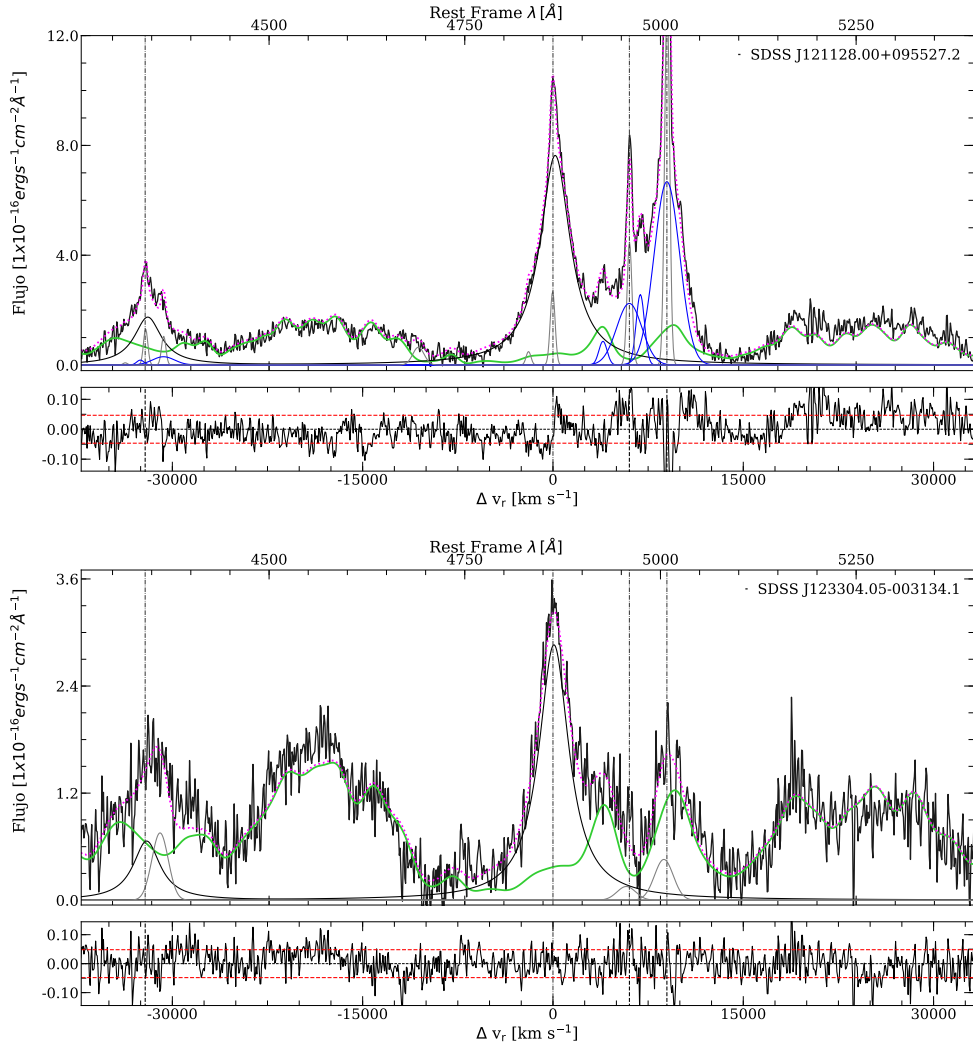 Rest Frame λ [Å]
4500 4750 5000 5250
SDSS J121128.00+095527.2
Flujo [1x10⁻¹⁶ergs⁻¹cm⁻²Å⁻¹]
12.0
8.0
4.0
0.0
0.10
0.00
-0.10
-30000 -15000 0 15000 30000
Δ vᵣ [km s⁻¹]
Rest Frame λ [Å]
4500 4750 5000 5250
SDSS J123304.05-003134.1
Flujo [1x10⁻¹⁶ergs⁻¹cm⁻²Å⁻¹]
3.6
2.4
1.2
0.0
0.10
0.00
-0.10
-30000 -15000 0 15000 30000
Δ vᵣ [km s⁻¹]